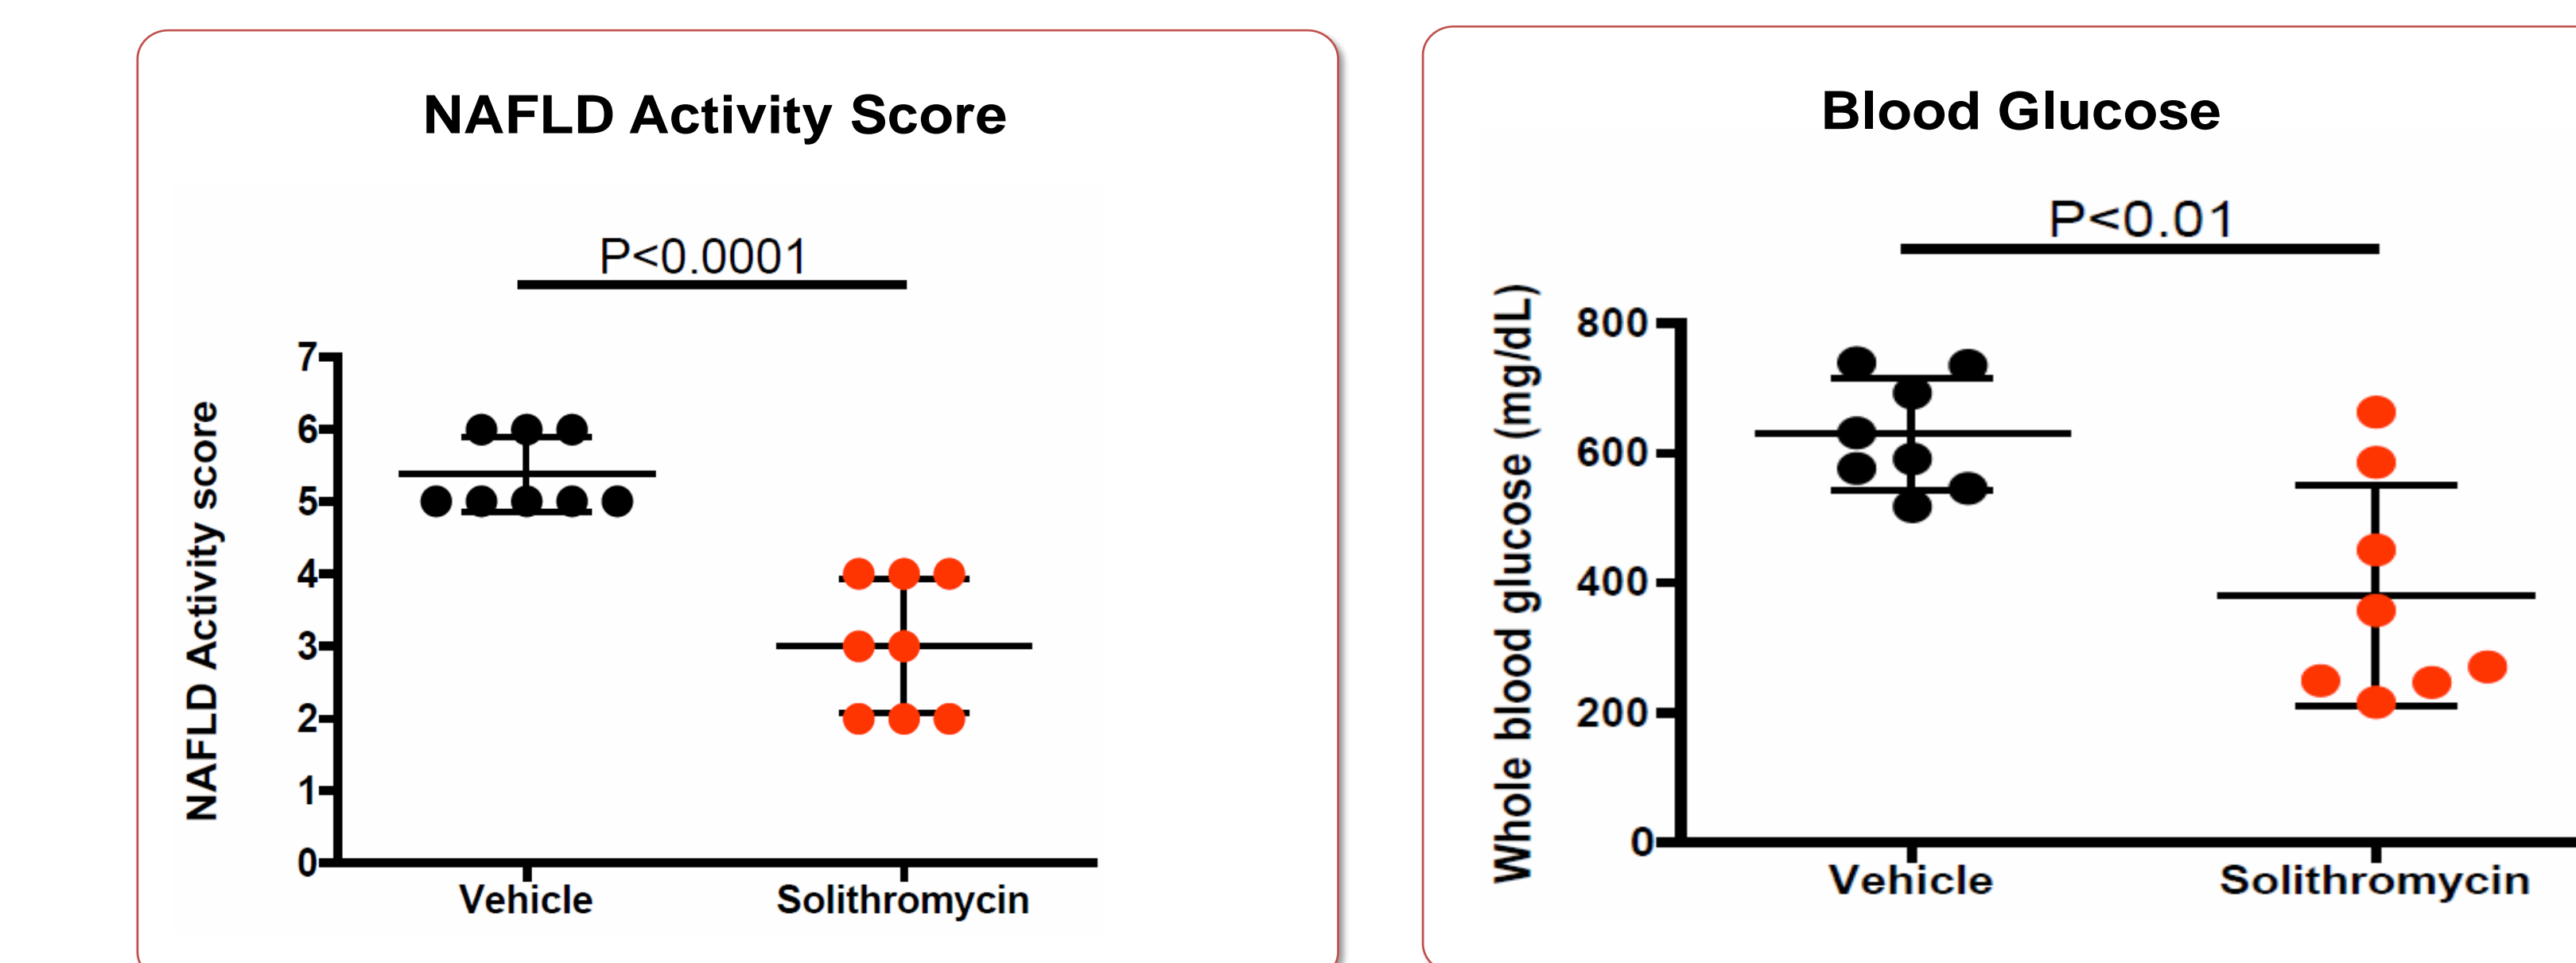 NAFLD Activity Score
P<0.0001
NAFLD Activity score
7
6
5
4
3
2
1
0
Vehicle
Solithromycin
Blood Glucose
P<0.01
Whole blood glucose (mg/dL)
800
600
400
200
0
Vehicle
Solithromycin